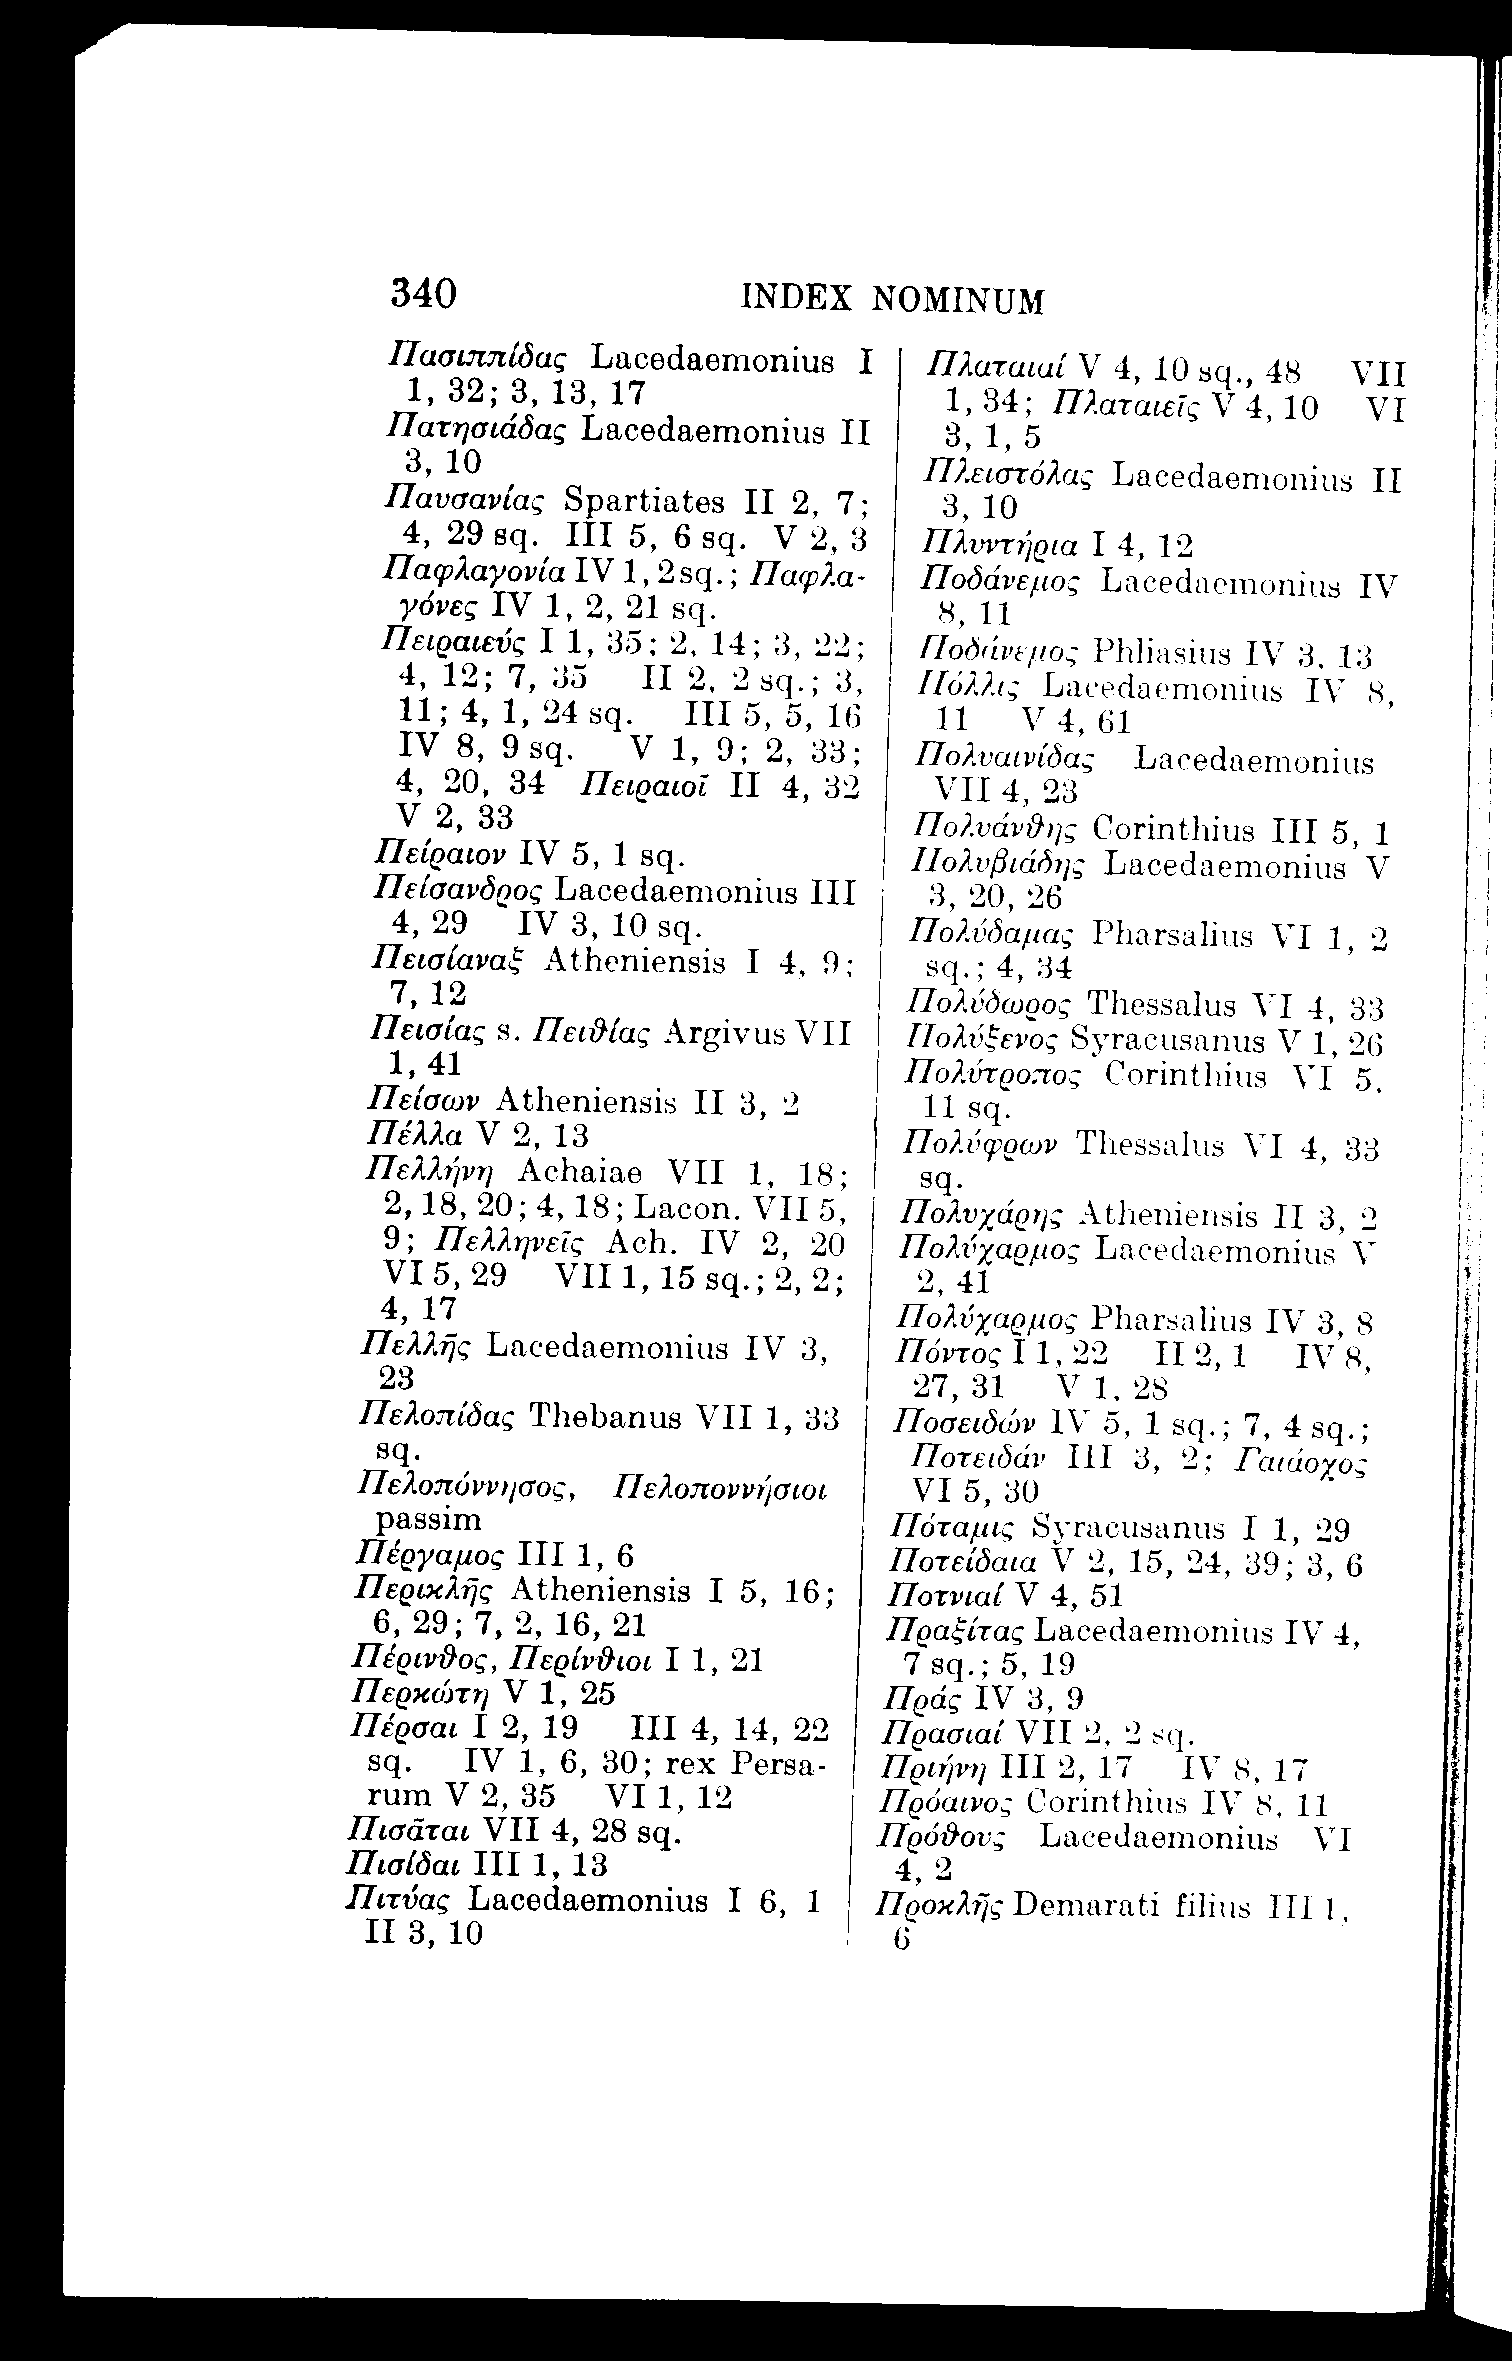 340
INDEX NOMINUM
Πασιππίδας Lacedaemonius I
1, 32; 3, 13, 17
Πατησιάδας Lacedaemonius II
3, 10
Παυσανίας Spartiates II 2, 7;
4, 29 sq. III 5, 6 sq. V 2, 3
Παφλαγονία IV 1, 2 sq.; Παφλα-
γόνες IV 1, 2, 21 sq.
Πειραιεύς I 1, 35; 2, 14; 3, 22;
4, 12; 7, 35 II 2, 2 sq.; 3,
11; 4, 1, 24 sq. III 5, 5, 16
IV 8, 9 sq. V 1, 9; 2, 33;
4, 20, 34 Πειραιοῖ II 4, 32
V 2, 33
Πείραιον IV 5, 1 sq.
Πείσανδρος Lacedaemonius III
4, 29 IV 3, 10 sq.
Πεισίαναξ Atheniensis I 4, 9;
7, 12
Πεισίας s. Πειθίας Argivus VII
1, 41
Πείσων Atheniensis II 3, 2
Πέλλα V 2, 13
Πελλήνη Achaiae VII 1, 18;
2, 18, 20; 4, 18; Lacon. VII 5,
9; Πελληνεῖς Ach. IV 2, 20
VI 5, 29 VII 1, 15 sq.; 2, 2;
4, 17
Πελλῆς Lacedaemonius IV 3,
23
Πελοπίδας Thebanus VII 1, 33
sq.
Πελοπόννησος, Πελοποννήσιοι
passim
Πέργαμος III 1, 6
Περικλῆς Atheniensis I 5, 16;
6, 29; 7, 2, 16, 21
Πέρινθος, Περίνθιοι I 1, 21
Περκώτη V 1, 25
Πέρσαι I 2, 19 III 4, 14, 22
sq. IV 1, 6, 30; rex Persa-
rum V 2, 35 VI 1, 12
Πισᾶται VII 4, 28 sq.
Πισίδαι III 1, 13
Πιτύας Lacedaemonius I 6, 1
II 3, 10
Πλαταιαί V 4, 10 sq., 48 VII
1, 34; Πλαταιεῖς V 4, 10 VI
3, 1, 5
Πλειστόλας Lacedaemonius II
3, 10
Πλυντήρια I 4, 12
Ποδάνεμος Lacedaemonius IV
8, 11
Ποδάνεμος Phliasius IV 3, 13
Πόλλις Lacedaemonius IV 8,
11 V 4, 61
Πολυαινίδας Lacedaemonius
VII 4, 23
Πολυάνθης Corinthius III 5, 1
Πολυβιάδης Lacedaemonius V
3, 20, 26
Πολύδαμας Pharsalius VI 1, 2
sq.; 4, 34
Πολύδωρος Thessalus VI 4, 33
Πολύξενος Syracusanus V 1, 26
Πολύτροπος Corinthius VI 5,
11 sq.
Πολύφρων Thessalus VI 4, 33
sq.
Πολυχάρης Atheniensis II 3, 2
Πολύχαρμος Lacedaemonius V
2, 41
Πολύχαρμος Pharsalius IV 3, 8
Πόντος I 1, 22 II 2, 1 IV 8,
27, 31 V 1, 28
Ποσειδών IV 5, 1 sq.; 7, 4 sq.;
Ποτειδάν III 3, 2; Γαιάοχος
VI 5, 30
Πόταμις Syracusanus I 1, 29
Ποτείδαια V 2, 15, 24, 39; 3, 6
Ποτνιαί V 4, 51
Πραξίτας Lacedaemonius IV 4,
7 sq.; 5, 19
Πράς IV 3, 9
Πρασιαί VII 2, 2 sq.
Πριήνη III 2, 17 IV 8, 17
Πρόαινος Corinthius IV 8, 11
Πρόθους Lacedaemonius VI
4, 2
Προκλῆς Demarati filius III 1,
6